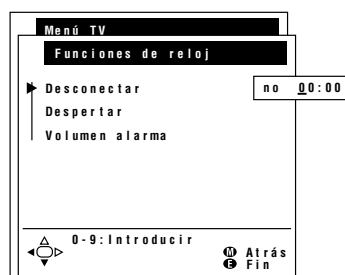 Menú TV
Funciones de reloj
Desconectar no 00:00
Despertar
Volumen alarma
0-9:Introducir
M Atrás
E Fin